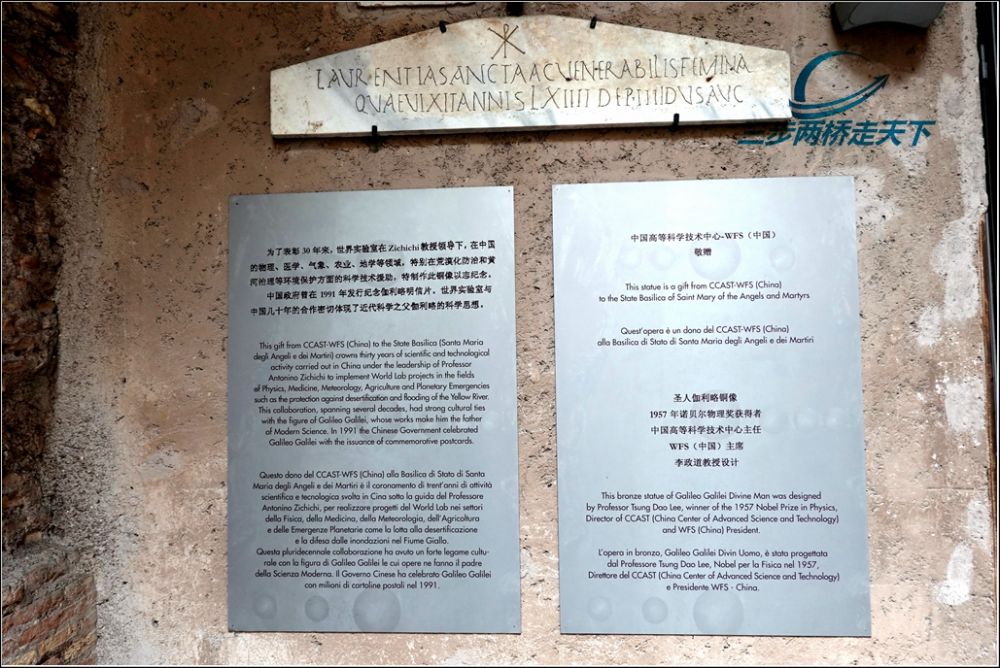 ☧
LAVRENTIASANCTAACVENERABILISFEMINA
QVAEVIXITANNISLXIIIIDEPIIIIDVSAVC
三步两桥走天下
为了表彰 30 年来，世界实验室在 Zichichi 教授领导下，在中国
的物理、医学、气象、农业、地学等领域，特别在荒漠化防治和黄
河治理等环境保护方面的科学技术援助，特制作此铜像以志纪念。
中国政府曾在 1991 年发行纪念伽利略明信片。世界实验室与
中国几十年的合作密切体现了近代科学之父伽利略的科学思想。
This gift from CCAST-WFS (China) to the State Basilica (Santa Maria
degli Angeli e dei Martiri) crowns thirty years of scientific and technological
activity carried out in China under the leadership of Professor
Antonino Zichichi to implement World Lab projects in the fields
of Physics, Medicine, Meteorology, Agriculture and Planetary Emergencies
such as the protection against desertification and flooding of the Yellow River.
This collaboration, spanning several decades, had strong cultural ties
with the figure of Galileo Galilei, whose works make him the father
of Modern Science. In 1991 the Chinese Government celebrated
Galileo Galilei with the issuance of commemorative postcards.
Questo dono del CCAST-WFS (China) alla Basilica di Stato di Santa
Maria degli Angeli e dei Martiri è il coronamento di trent'anni di attività
scientifica e tecnologica svolta in Cina sotto la guida del Professore
Antonino Zichichi, per realizzare progetti del World Lab nei settori
della Fisica, della Medicina, della Meteorologia, dell'Agricoltura
e delle Emergenze Planetarie come la lotta alla desertificazione
e la difesa dalle inondazioni nel Fiume Giallo.
Questa pluridecennale collaborazione ha avuto un forte legame cultu-
rale con la figura di Galileo Galilei le cui opere ne fanno il padre
della Scienza Moderna. Il Governo Cinese ha celebrato Galileo Galilei
con milioni di cartoline postali nel 1991.
中国高等科学技术中心-WFS（中国）
敬赠
This statue is a gift from CCAST-WFS (China)
to the State Basilica of Saint Mary of the Angels and Martyrs
Quest'opera è un dono del CCAST-WFS (China)
alla Basilica di Stato di Santa Maria degli Angeli e dei Martiri
圣人伽利略铜像
1957 年诺贝尔物理奖获得者
中国高等科学技术中心主任
WFS（中国）主席
李政道教授设计
This bronze statue of Galileo Galilei Divine Man was designed
by Professor Tsung Dao Lee, winner of the 1957 Nobel Prize in Physics,
Director of CCAST (China Center of Advanced Science and Technology)
and WFS (China) President.
L'opera in bronzo, Galileo Galilei Divin Uomo, è stata progettata
dal Professore Tsung Dao Lee, Nobel per la Fisica nel 1957,
Direttore del CCAST (China Center of Advanced Science and Technology)
e Presidente WFS - China.